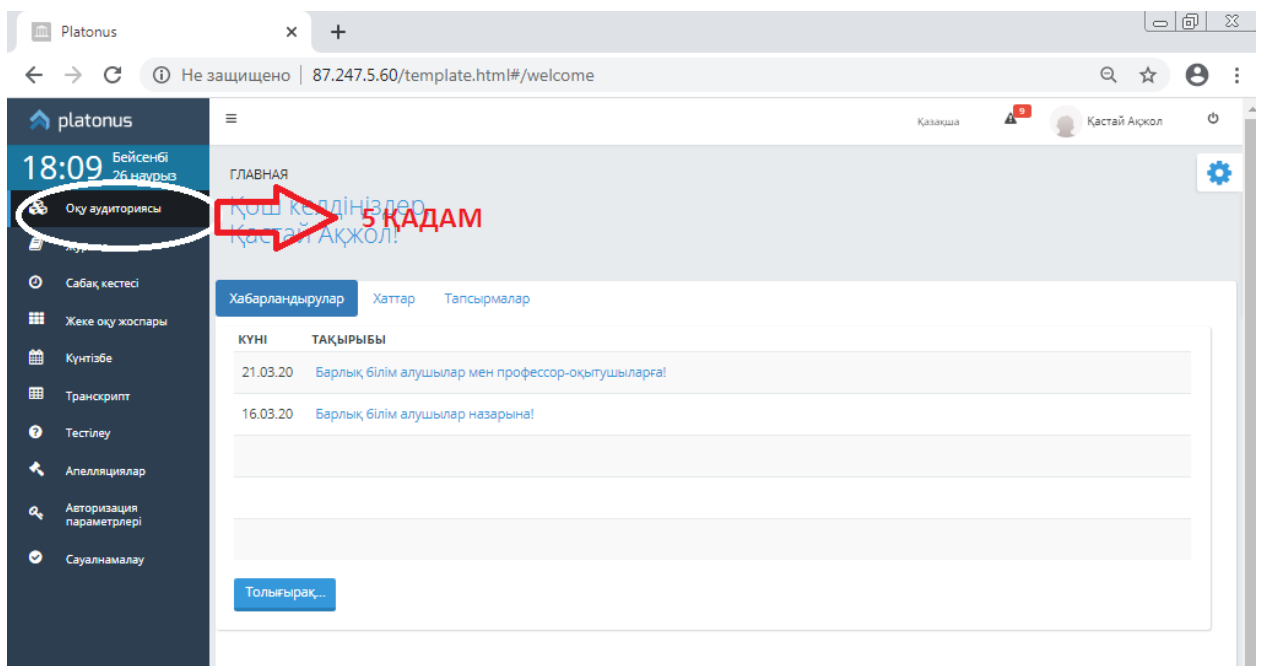 Platonus
Не защищено | 87.247.5.60/template.html#/welcome
platonus
Қазақша
9
Қастай Ақжол
18:09 Бейсенбі
26 наурыз
ГЛАВНАЯ
Оқу аудиториясы
Қош келдіңіздер,
5 ҚАДАМ
Қастай Ақжол!
Сабақ кестесі
Хабарландырулар Хаттар Тапсырмалар
Жеке оқу жоспары
КҮНІ ТАҚЫРЫБЫ
Күнтізбе
21.03.20 Барлық білім алушылар мен профессор-оқытушыларға!
Транскрипт
16.03.20 Барлық білім алушылар назарына!
Тестілеу
Апелляциялар
Авторизация
параметрлері
Сауалнамалау
Толығырақ...